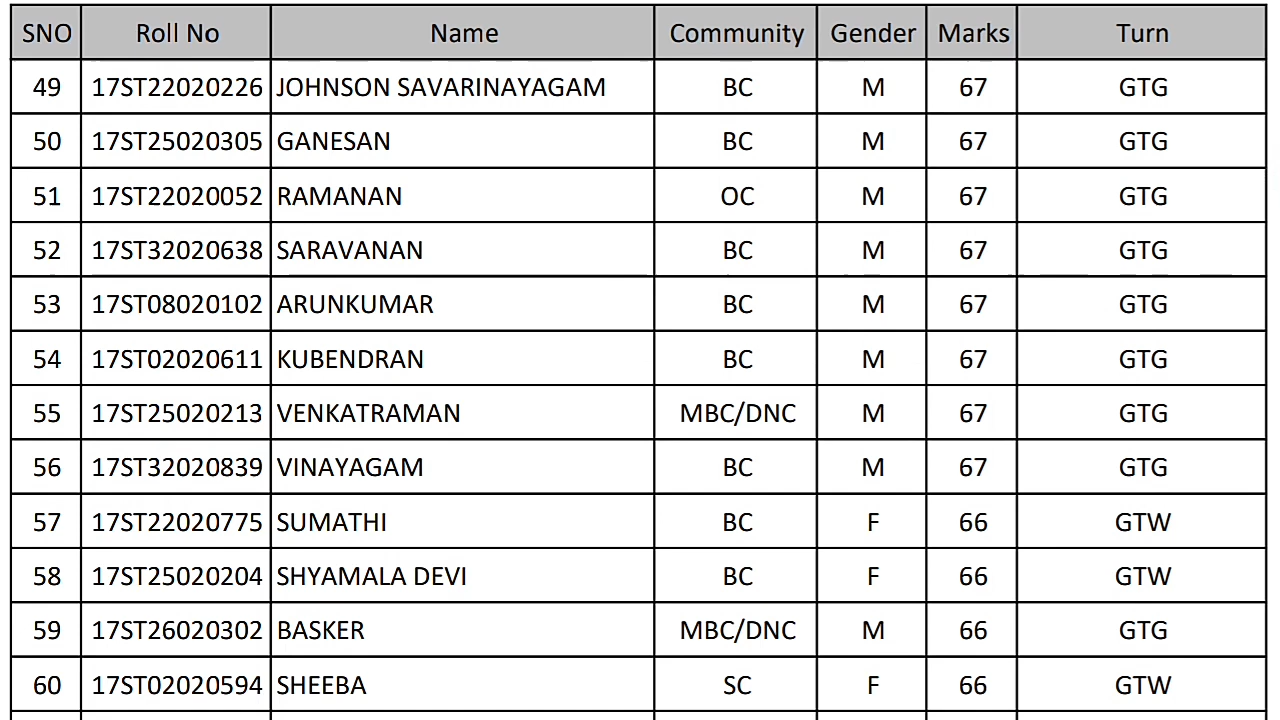 SNO Roll No Name Community Gender Marks Turn
49 17ST22020226 JOHNSON SAVARINAYAGAM BC M 67 GTG
50 17ST25020305 GANESAN BC M 67 GTG
51 17ST22020052 RAMANAN OC M 67 GTG
52 17ST32020638 SARAVANAN BC M 67 GTG
53 17ST08020102 ARUNKUMAR BC M 67 GTG
54 17ST02020611 KUBENDRAN BC M 67 GTG
55 17ST25020213 VENKATRAMAN MBC/DNC M 67 GTG
56 17ST32020839 VINAYAGAM BC M 67 GTG
57 17ST22020775 SUMATHI BC F 66 GTW
58 17ST25020204 SHYAMALA DEVI BC F 66 GTW
59 17ST26020302 BASKER MBC/DNC M 66 GTG
60 17ST02020594 SHEEBA SC F 66 GTW